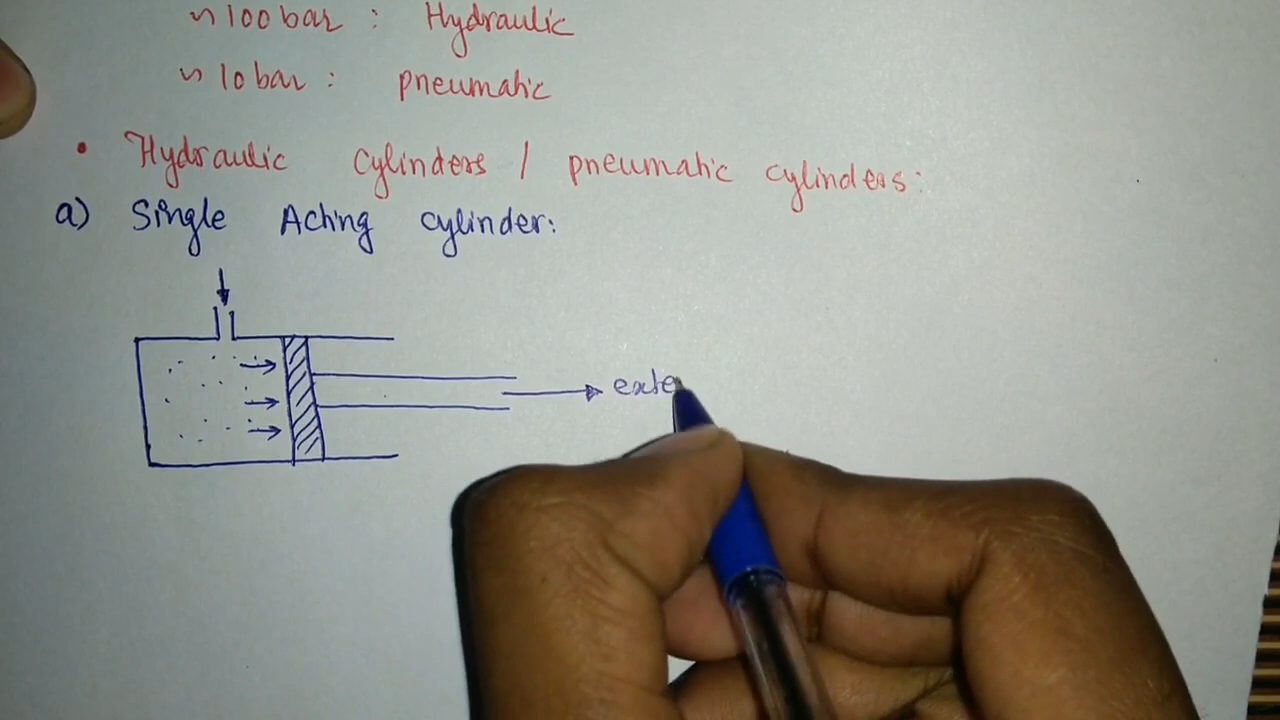 ~ 100 bar : Hydraulic
~ 10 bar : pneumatic
• Hydraulic cylinders / pneumatic cylinders:
a) Single Acting cylinder:
exte